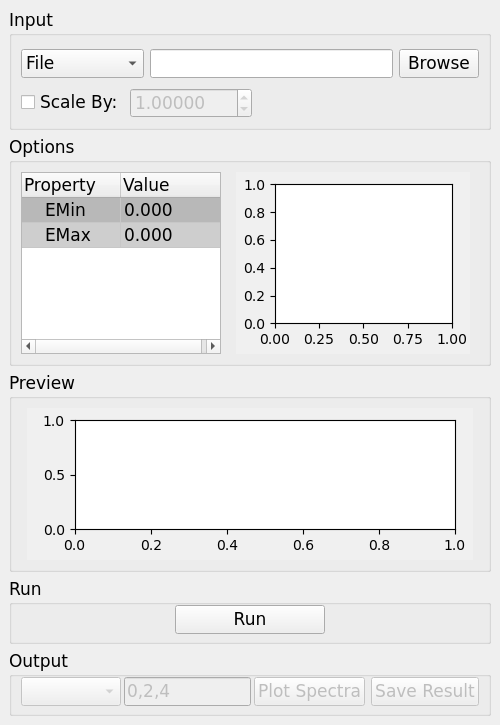 Input
File Browse
Scale By: 1.00000
Options
Property Value
EMin 0.000
EMax 0.000
1.0
0.8
0.6
0.4
0.2
0.0
0.00 0.25 0.50 0.75 1.00
Preview
1.0
0.5
0.0
0.0 0.2 0.4 0.6 0.8 1.0
Run
Run
Output
0,2,4 Plot Spectra Save Result